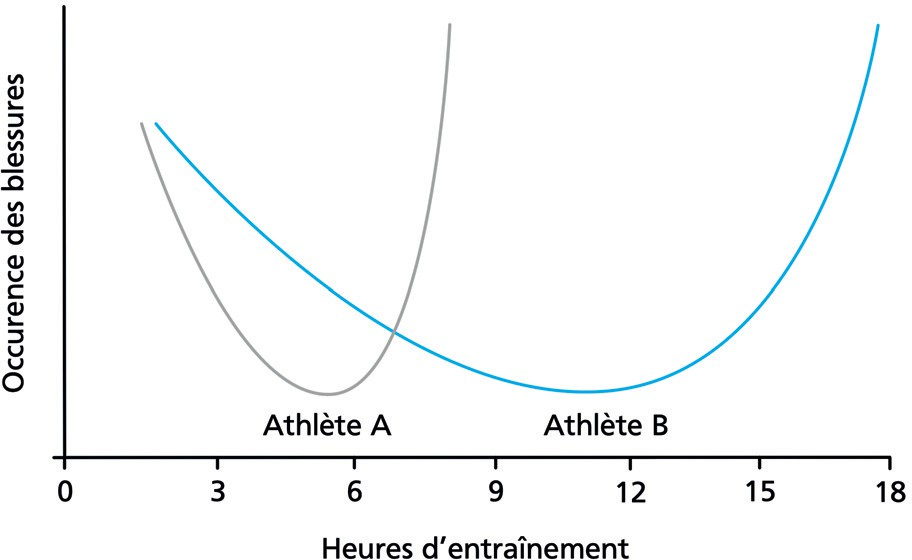 Occurence des blessures
Athlète A
Athlète B
0 3 6 9 12 15 18
Heures d’entraînement